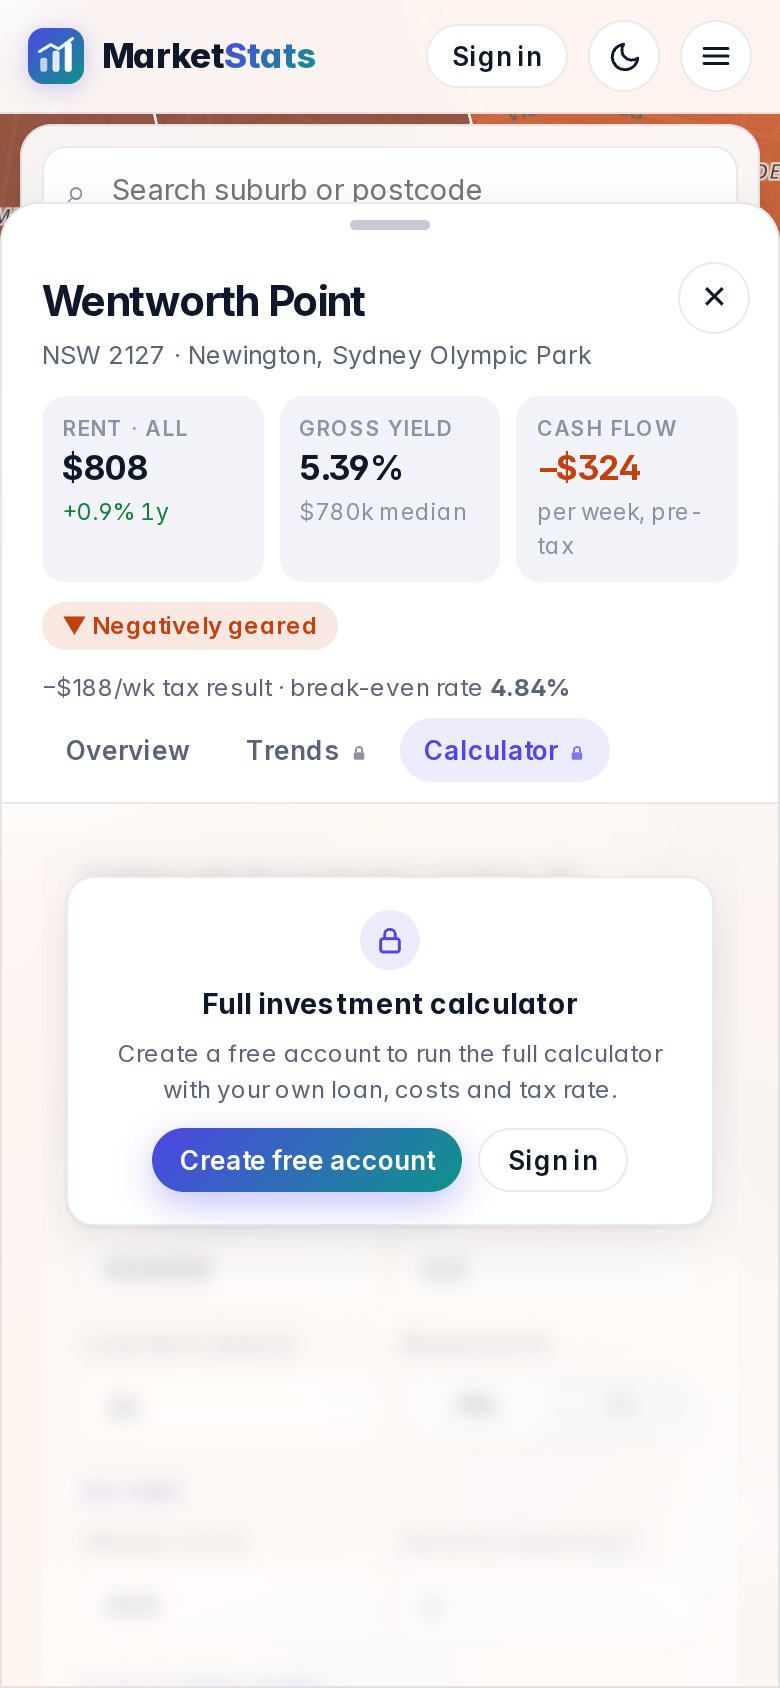 MarketStats
Sign in
Search suburb or postcode
Wentworth Point
NSW 2127 · Newington, Sydney Olympic Park
RENT · ALL
$808
+0.9% 1y
GROSS YIELD
5.39%
$780k median
CASH FLOW
−$324
per week, pre-
tax
▼ Negatively geared
−$188/wk tax result · break-even rate 4.84%
Overview
Trends
Calculator
Full investment calculator
Create a free account to run the full calculator
with your own loan, costs and tax rate.
Create free account
Sign in